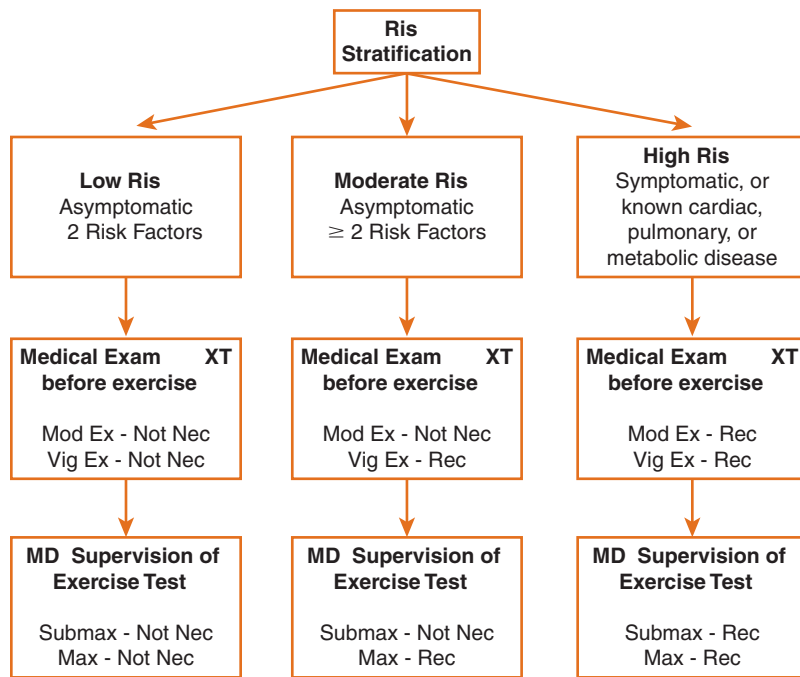 Ris
Stratification
Low Ris
Asymptomatic
2 Risk Factors
Moderate Ris
Asymptomatic
≥ 2 Risk Factors
High Ris
Symptomatic, or
known cardiac,
pulmonary, or
metabolic disease
Medical Exam XT
before exercise
Mod Ex - Not Nec
Vig Ex - Not Nec
Medical Exam XT
before exercise
Mod Ex - Not Nec
Vig Ex - Rec
Medical Exam XT
before exercise
Mod Ex - Rec
Vig Ex - Rec
MD Supervision of
Exercise Test
Submax - Not Nec
Max - Not Nec
MD Supervision of
Exercise Test
Submax - Not Nec
Max - Rec
MD Supervision of
Exercise Test
Submax - Rec
Max - Rec